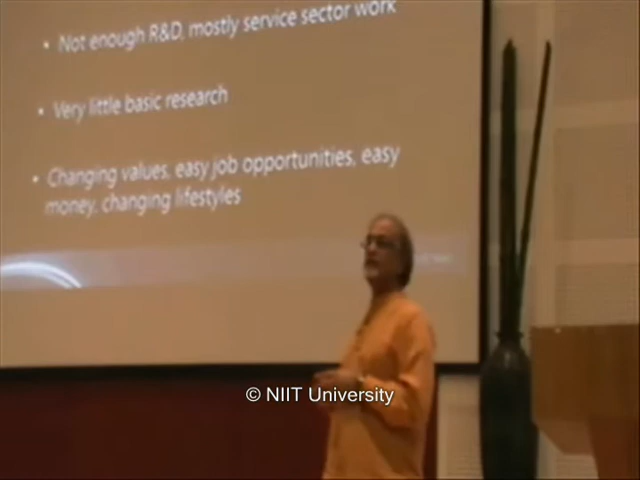 • Not enough R&D, mostly service sector work
• Very little basic research
• Changing values, easy job opportunities, easy
money, changing lifestyles
© NIIT University